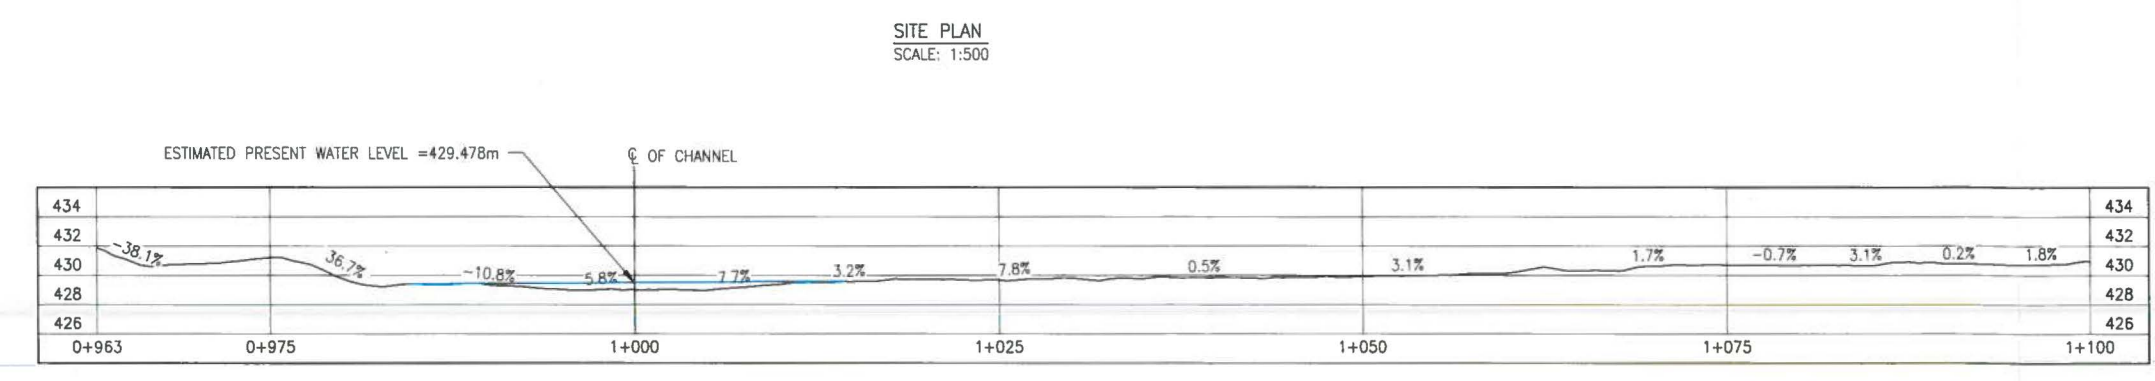 SITE PLAN
SCALE: 1:500
ESTIMATED PRESENT WATER LEVEL =429.478m
℄ OF CHANNEL
434 434
432 432
-38.1% 36.7% -10.8% 5.8% 7.7% 3.2% 7.8% 0.5% 3.1% 1.7% -0.7% 3.1% 0.2% 1.8%
430 430
428 428
426 426
0+963 0+975 1+000 1+025 1+050 1+075 1+100